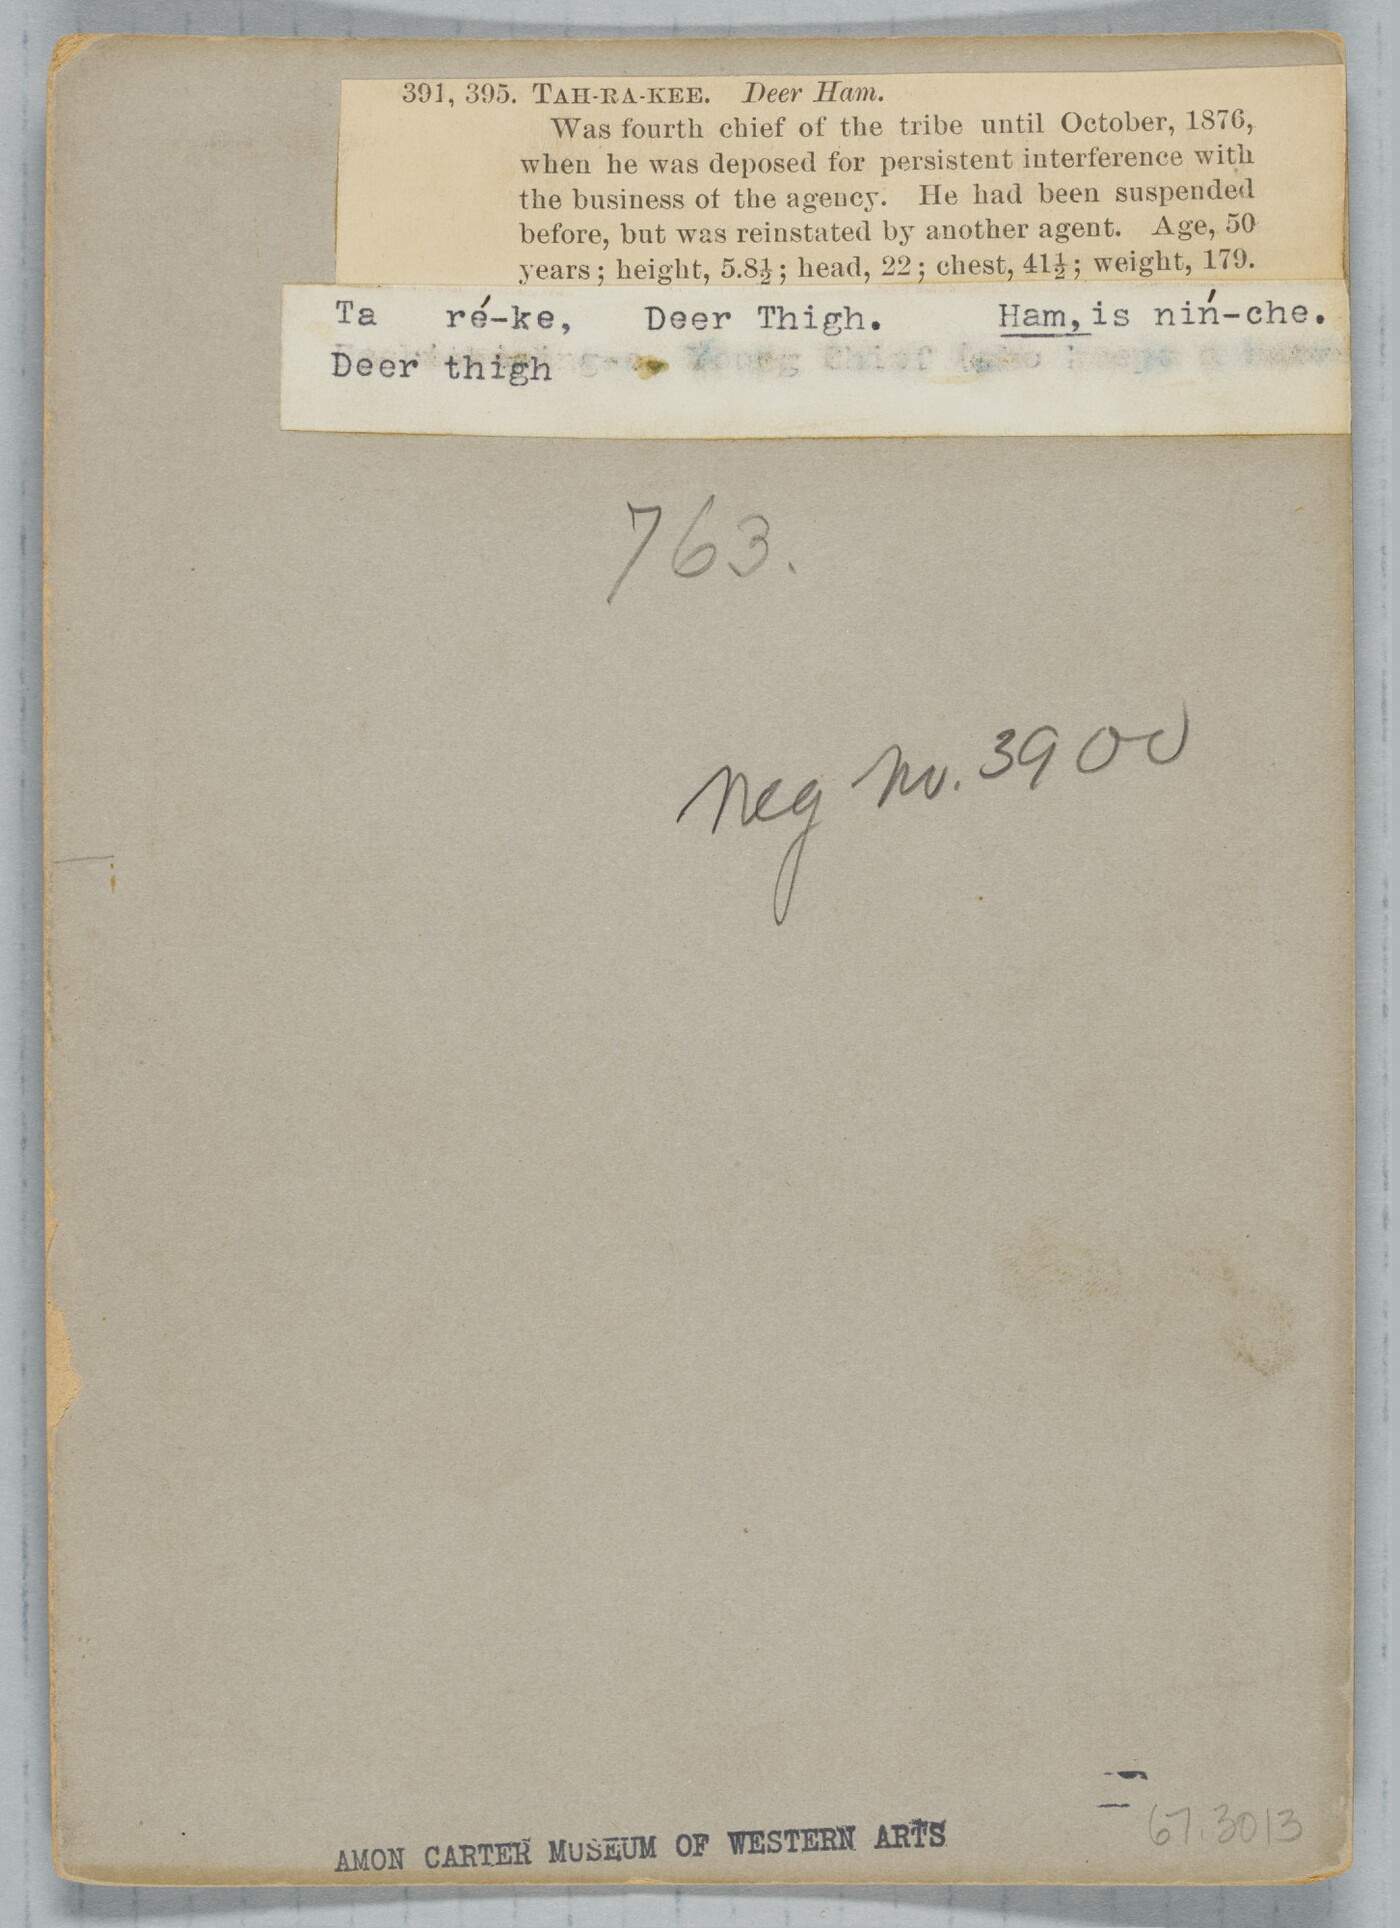 391, 395. TAH-RA-KEE. Deer Ham.
Was fourth chief of the tribe until October, 1876,
when he was deposed for persistent interference with
the business of the agency. He had been suspended
before, but was reinstated by another agent. Age, 50
years; height, 5.8½; head, 22; chest, 41½; weight, 179.
Ta ré-ke, Deer Thigh. Ham, is niń-che.
Young Chief
Deer thigh
763.
Neg No. 3900
67.3013
AMON CARTER MUSEUM OF WESTERN ARTS